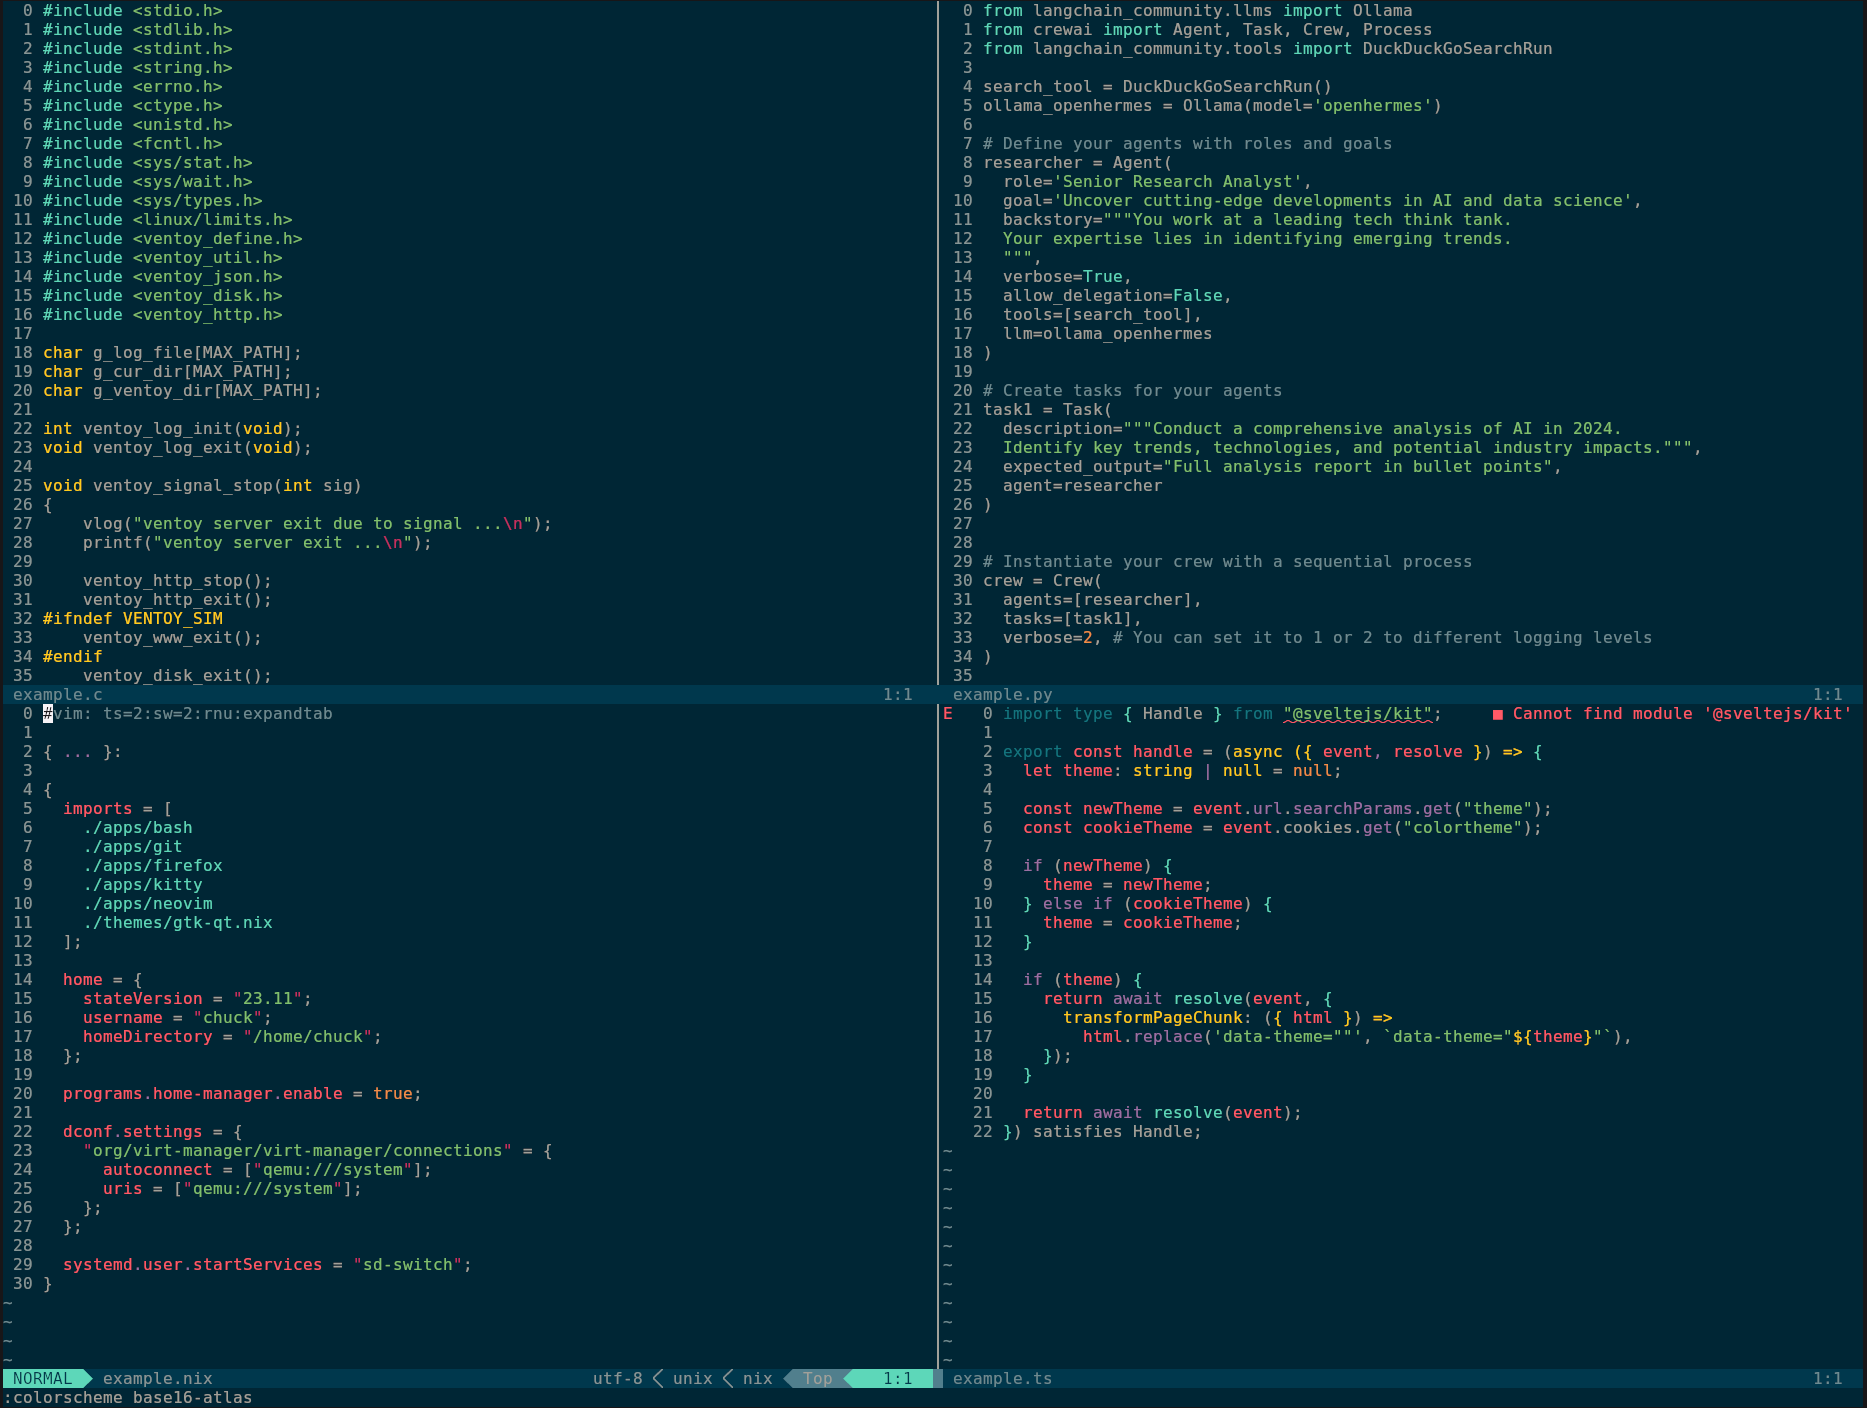 0 #include <stdio.h>
1 #include <stdlib.h>
2 #include <stdint.h>
3 #include <string.h>
4 #include <errno.h>
5 #include <ctype.h>
6 #include <unistd.h>
7 #include <fcntl.h>
8 #include <sys/stat.h>
9 #include <sys/wait.h>
10 #include <sys/types.h>
11 #include <linux/limits.h>
12 #include <ventoy_define.h>
13 #include <ventoy_util.h>
14 #include <ventoy_json.h>
15 #include <ventoy_disk.h>
16 #include <ventoy_http.h>
17
18 char g_log_file[MAX_PATH];
19 char g_cur_dir[MAX_PATH];
20 char g_ventoy_dir[MAX_PATH];
21
22 int ventoy_log_init(void);
23 void ventoy_log_exit(void);
24
25 void ventoy_signal_stop(int sig)
26 {
27     vlog("ventoy server exit due to signal ...\n");
28     printf("ventoy server exit ...\n");
29
30     ventoy_http_stop();
31     ventoy_http_exit();
32 #ifndef VENTOY_SIM
33     ventoy_www_exit();
34 #endif
35     ventoy_disk_exit();
example.c 1:1
0 from langchain_community.llms import Ollama
1 from crewai import Agent, Task, Crew, Process
2 from langchain_community.tools import DuckDuckGoSearchRun
3
4 search_tool = DuckDuckGoSearchRun()
5 ollama_openhermes = Ollama(model='openhermes')
6
7 # Define your agents with roles and goals
8 researcher = Agent(
9   role='Senior Research Analyst',
10   goal='Uncover cutting-edge developments in AI and data science',
11   backstory="""You work at a leading tech think tank.
12   Your expertise lies in identifying emerging trends.
13   """,
14   verbose=True,
15   allow_delegation=False,
16   tools=[search_tool],
17   llm=ollama_openhermes
18 )
19
20 # Create tasks for your agents
21 task1 = Task(
22   description="""Conduct a comprehensive analysis of AI in 2024.
23   Identify key trends, technologies, and potential industry impacts.""",
24   expected_output="Full analysis report in bullet points",
25   agent=researcher
26 )
27
28
29 # Instantiate your crew with a sequential process
30 crew = Crew(
31   agents=[researcher],
32   tasks=[task1],
33   verbose=2, # You can set it to 1 or 2 to different logging levels
34 )
35
example.py 1:1
0 #vim: ts=2:sw=2:rnu:expandtab
1
2 { ... }:
3
4 {
5   imports = [
6     ./apps/bash
7     ./apps/git
8     ./apps/firefox
9     ./apps/kitty
10     ./apps/neovim
11     ./themes/gtk-qt.nix
12   ];
13
14   home = {
15     stateVersion = "23.11";
16     username = "chuck";
17     homeDirectory = "/home/chuck";
18   };
19
20   programs.home-manager.enable = true;
21
22   dconf.settings = {
23     "org/virt-manager/virt-manager/connections" = {
24       autoconnect = ["qemu:///system"];
25       uris = ["qemu:///system"];
26     };
27   };
28
29   systemd.user.startServices = "sd-switch";
30 }
~
~
~
~
NORMAL example.nix utf-8 unix nix Top 1:1
E 0 import type { Handle } from "@sveltejs/kit"; ■ Cannot find module '@sveltejs/kit'
1
2 export const handle = (async ({ event, resolve }) => {
3   let theme: string | null = null;
4
5   const newTheme = event.url.searchParams.get("theme");
6   const cookieTheme = event.cookies.get("colortheme");
7
8   if (newTheme) {
9     theme = newTheme;
10   } else if (cookieTheme) {
11     theme = cookieTheme;
12   }
13
14   if (theme) {
15     return await resolve(event, {
16       transformPageChunk: ({ html }) =>
17         html.replace('data-theme=""', `data-theme="${theme}"`),
18     });
19   }
20
21   return await resolve(event);
22 }) satisfies Handle;
~
~
~
~
~
~
~
~
~
~
~
~
example.ts 1:1
:colorscheme base16-atlas